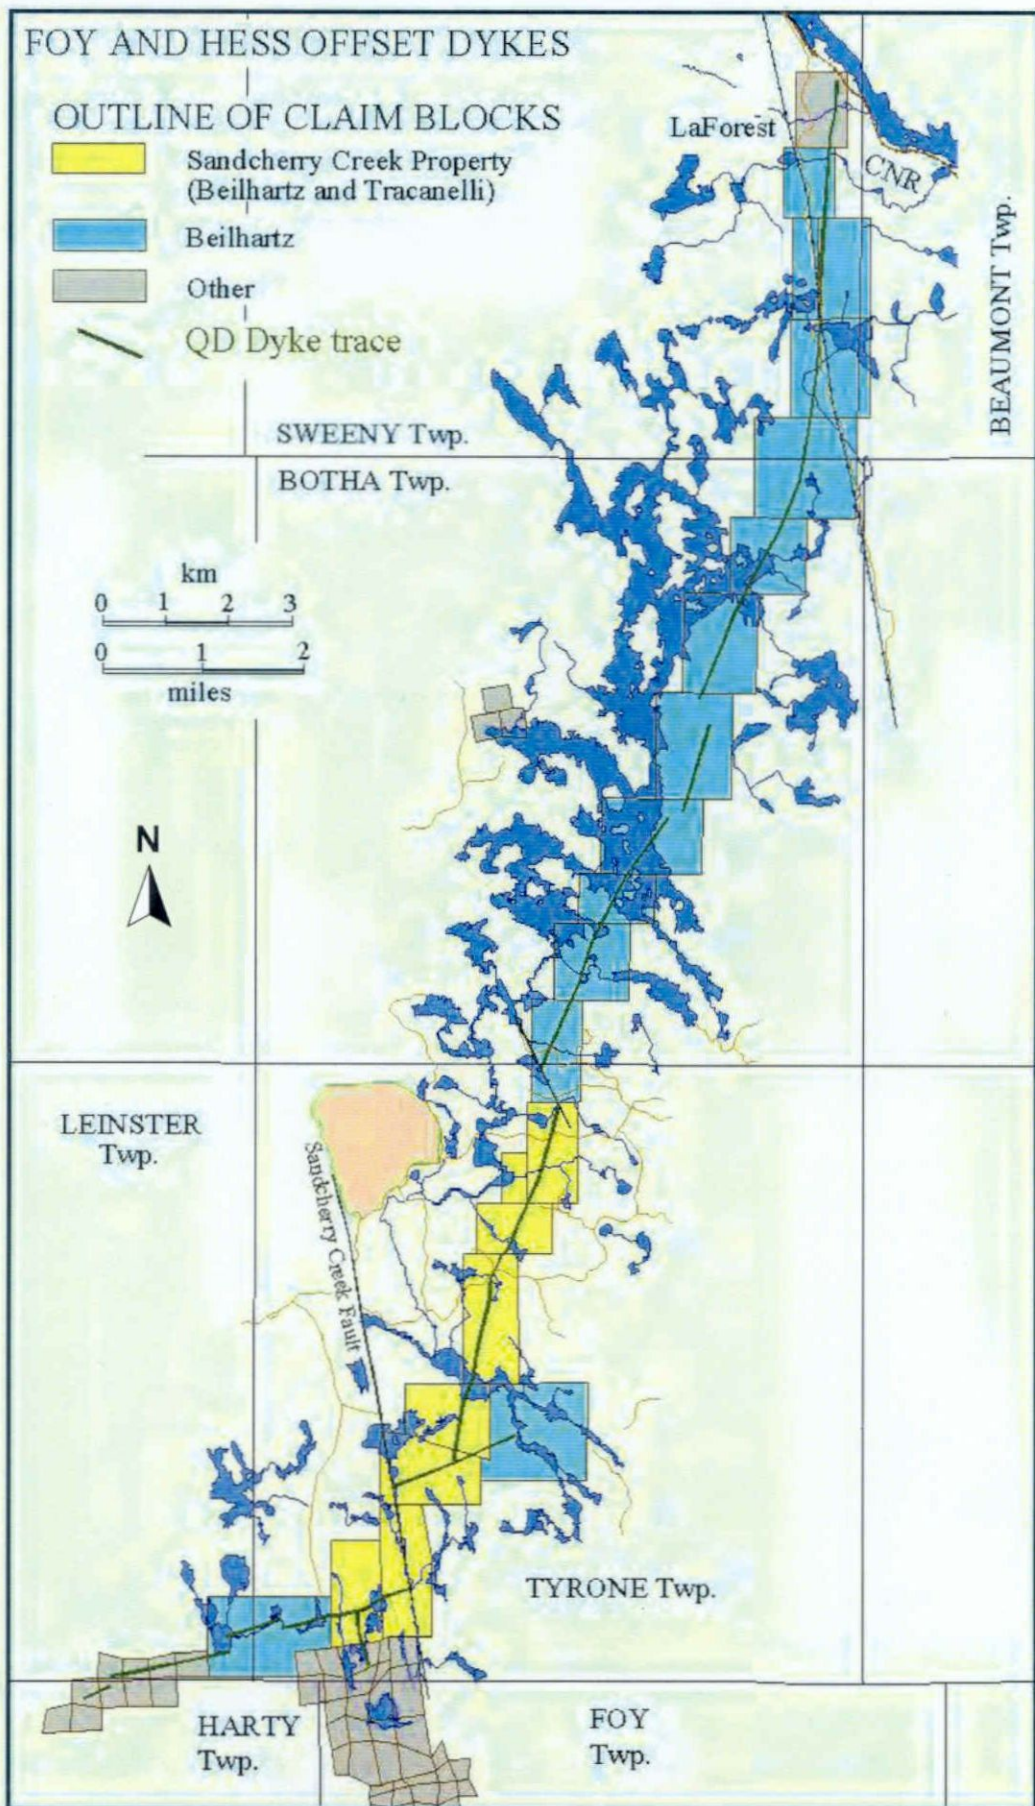 FOY AND HESS OFFSET DYKES
OUTLINE OF CLAIM BLOCKS
Sandcherry Creek Property
(Beilhartz and Tracanelli)
Beilhartz
Other
QD Dyke trace
LaForest
CNR
BEAUMONT Twp.
SWEENY Twp.
BOTHA Twp.
km
0 1 2 3
0 1 2
miles
N
LEINSTER
Twp.
Sandcherry Creek Fault
TYRONE Twp.
HARTY
Twp.
FOY
Twp.